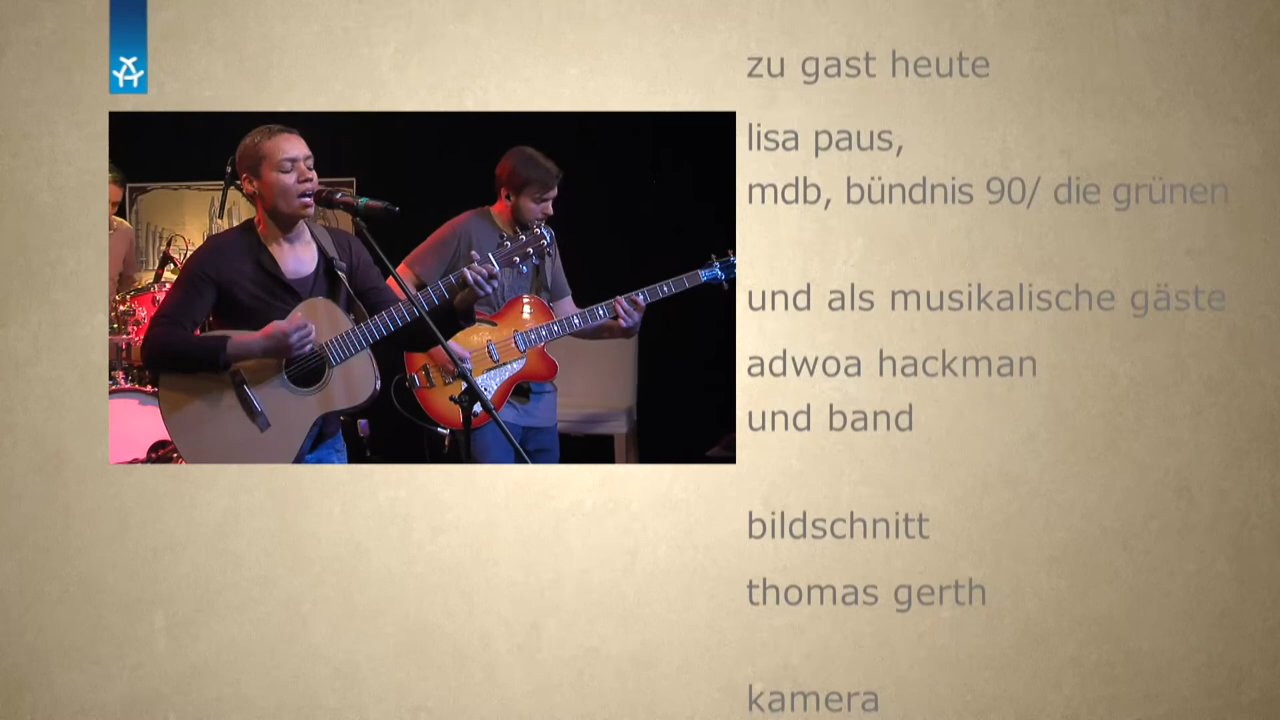 zu gast heute
lisa paus,
mdb, bündnis 90/ die grünen
und als musikalische gäste
adwoa hackman
und band
bildschnitt
thomas gerth
kamera